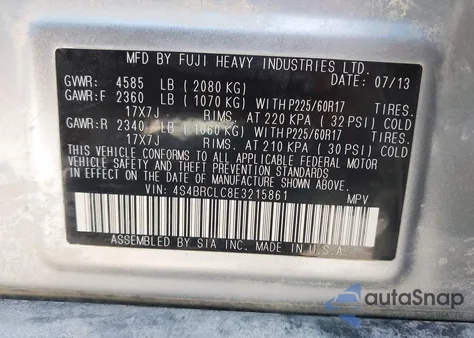 MFD BY FUJI HEAVY INDUSTRIES LTD.
DATE: 07/13
GVWR: 4585 LB ( 2080 KG)
GAWR:F 2360 LB ( 1070 KG) WITH P225/60R17 TIRES.
17X7J RIMS. AT 220 KPA ( 32 PSI) COLD
GAWR:R 2340 LB ( 1060 KG) WITH P225/60R17 TIRES.
17X7J RIMS. AT 210 KPA ( 30 PSI) COLD
THIS VEHICLE CONFORMS TO ALL APPLICABLE FEDERAL MOTOR
VEHICLE SAFETY AND THEFT PREVENTION STANDARDS
IN EFFECT ON THE DATE OF MANUFACTURE SHOWN ABOVE.
VIN: 4S4BRCLC8E3215861 MPV
ASSEMBLED BY SIA INC. MADE IN U.S.A.
autoSnap